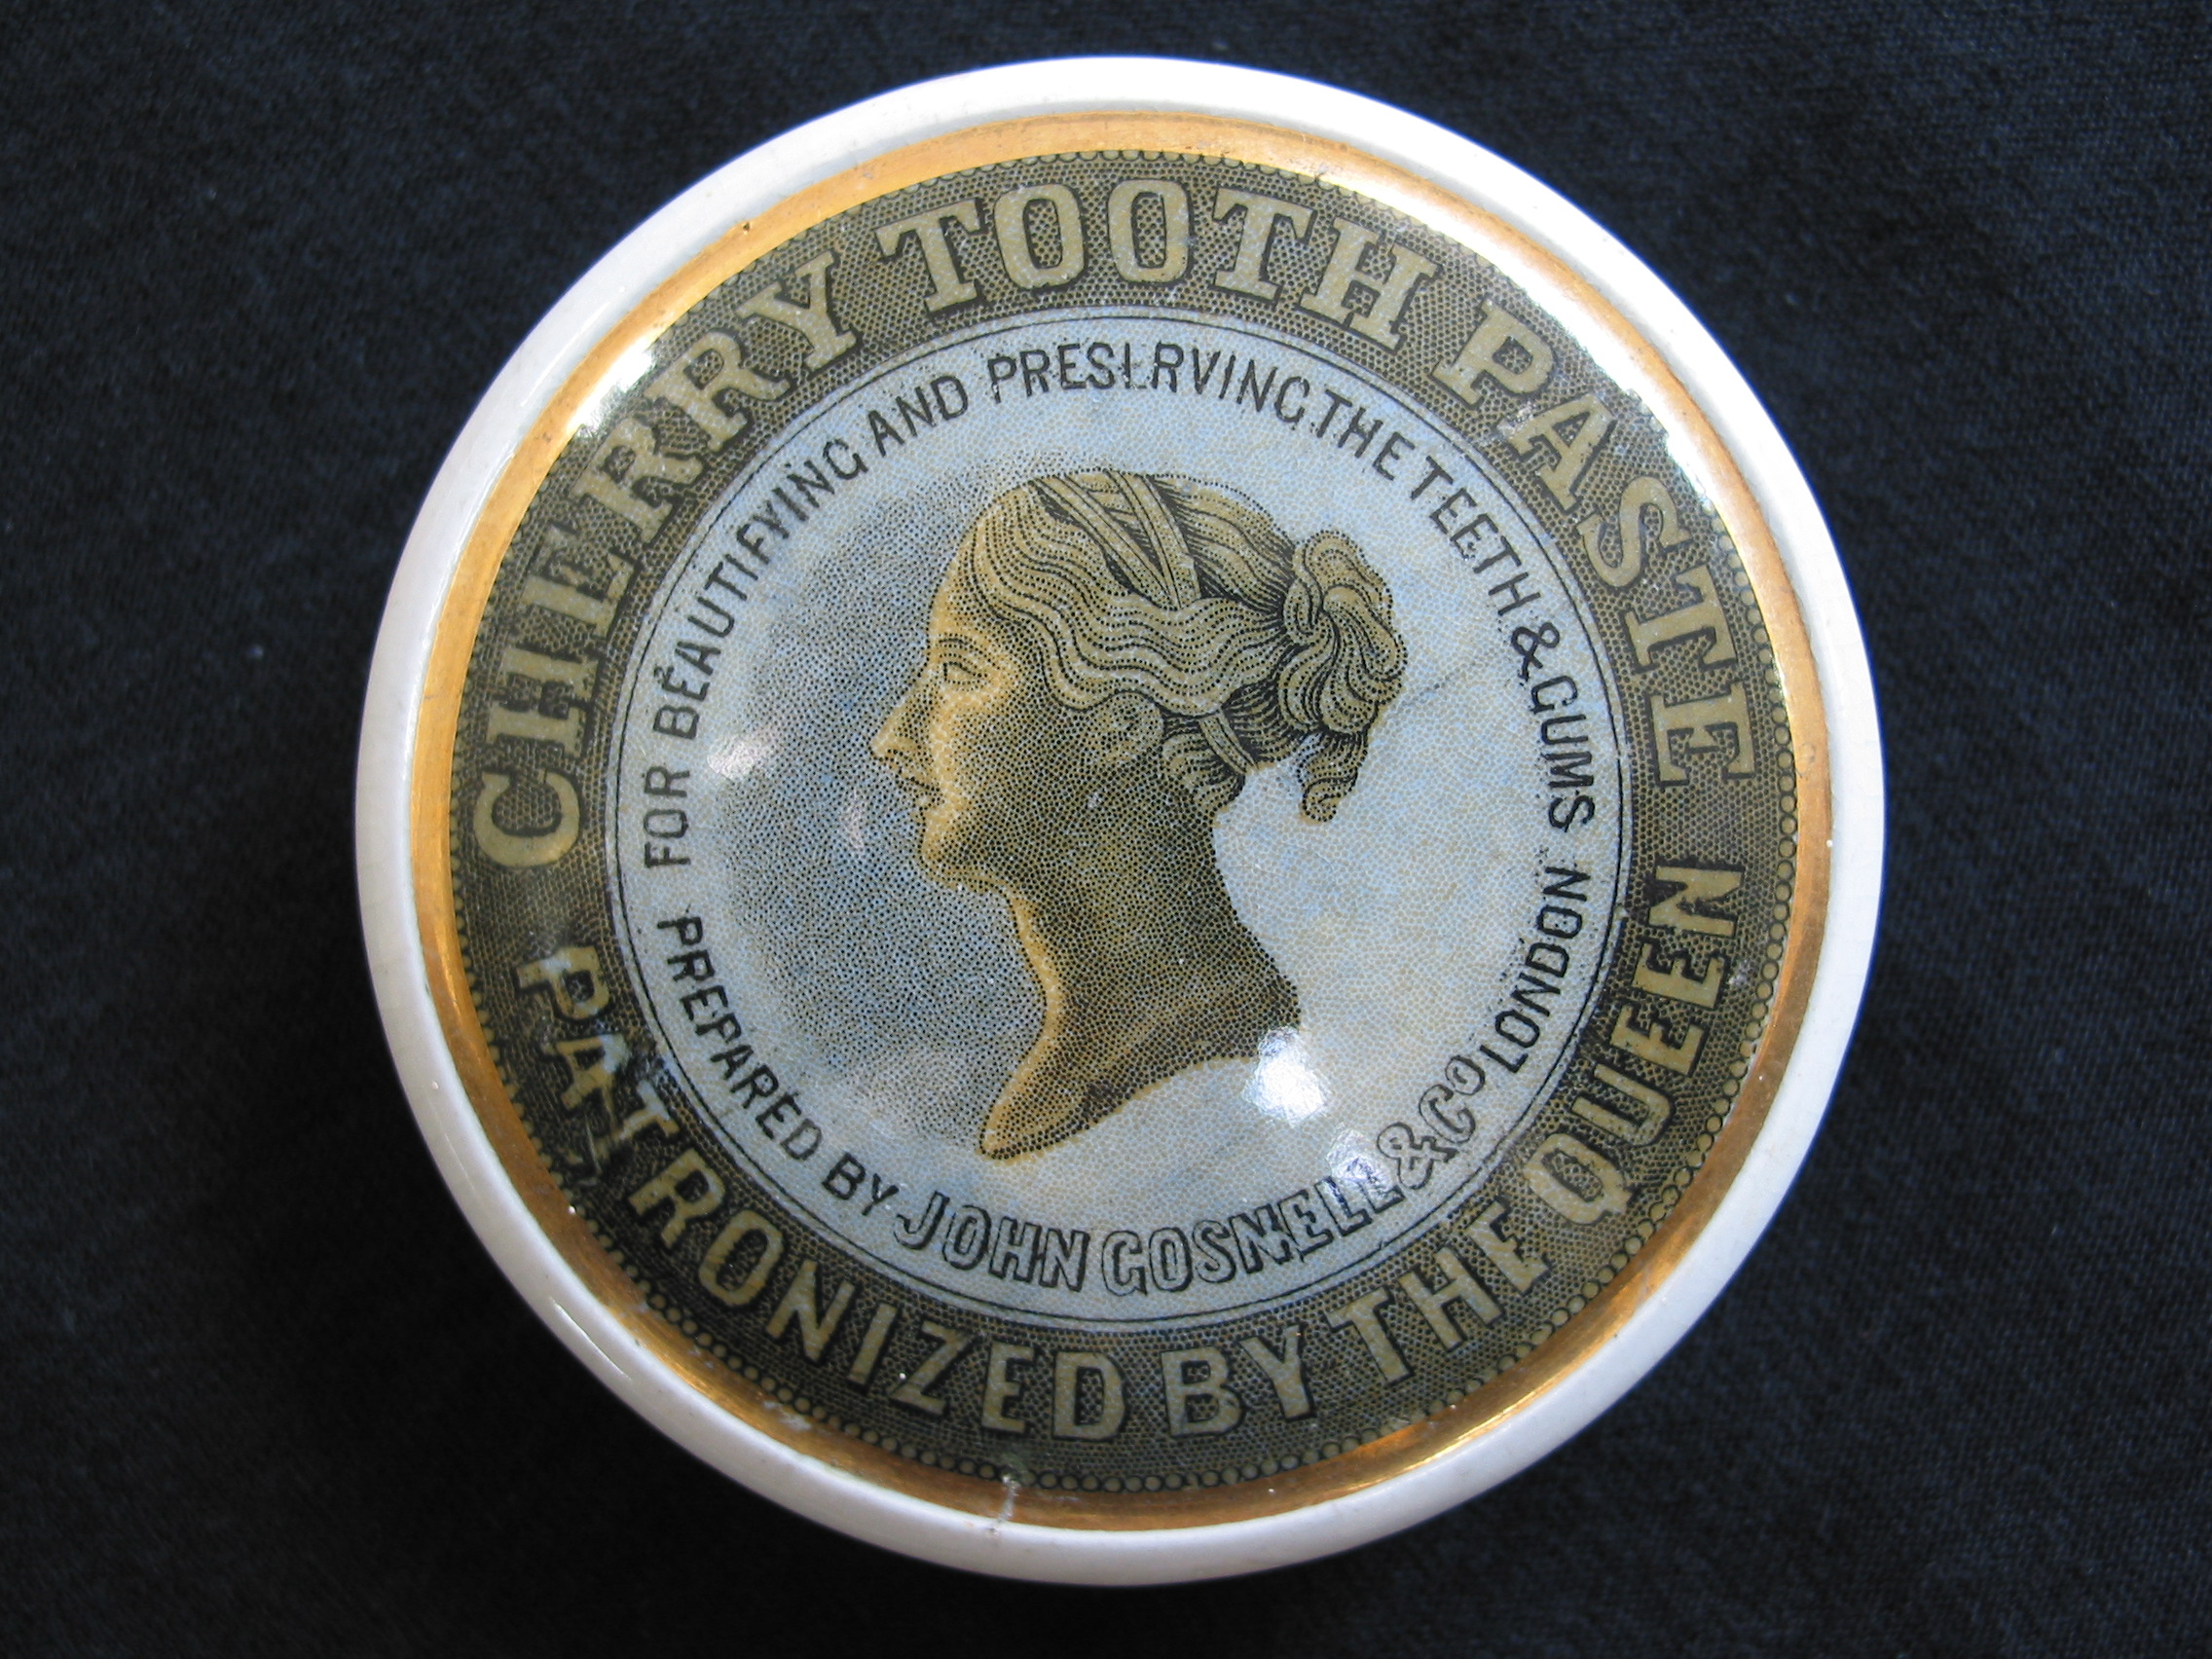 CHERRY TOOTH PASTE
PATRONIZED BY THE QUEEN
FOR BEAUTIFYING AND PRESERVING THE TEETH & GUMS
PREPARED BY JOHN GOSNELL & Co LONDON